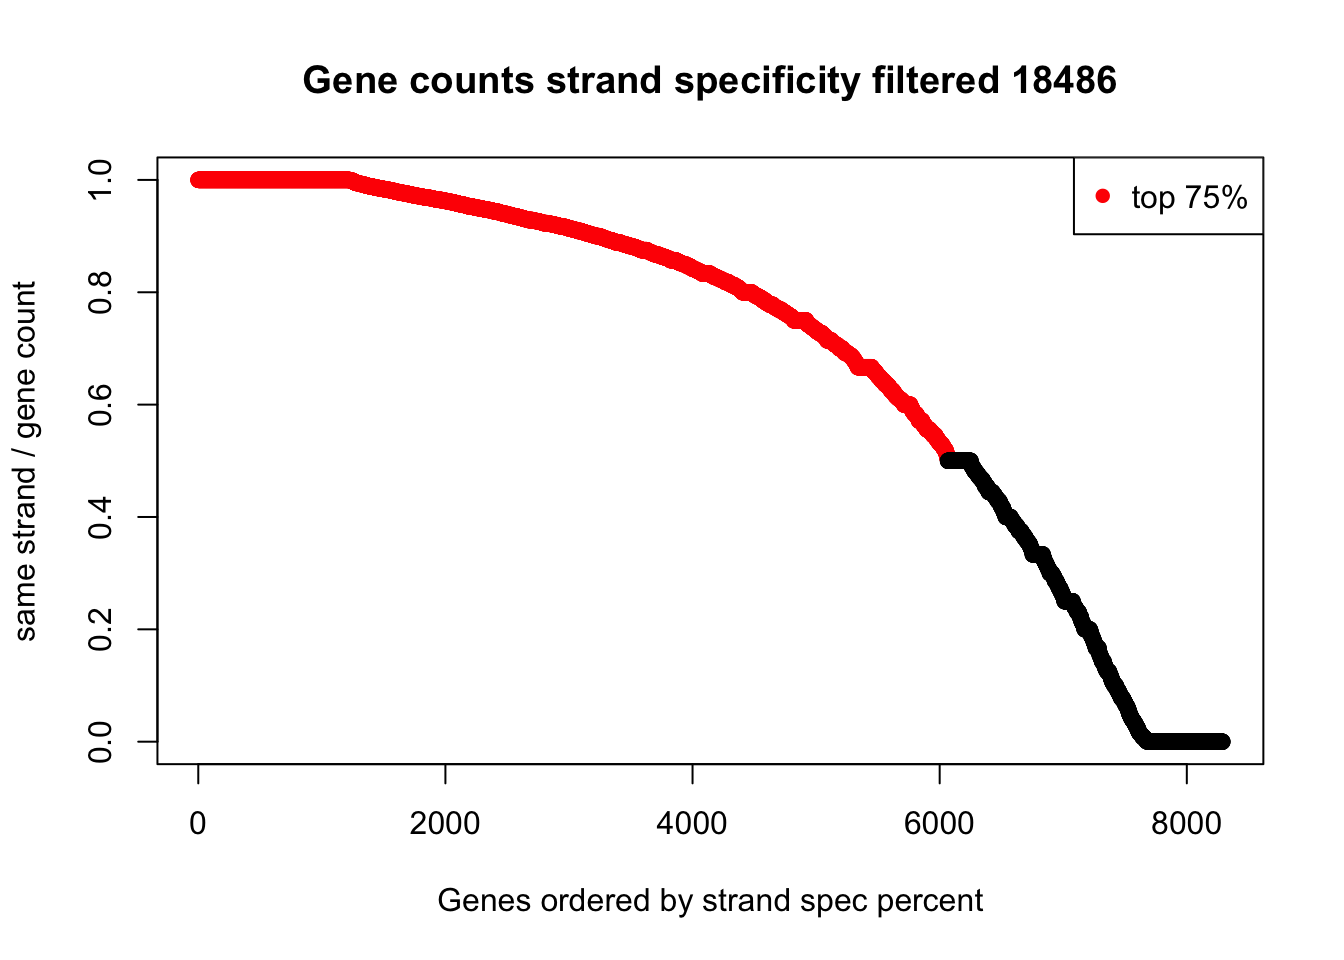 Gene counts strand specificity filtered 18486
top 75%
same strand / gene count
1.0
0.8
0.6
0.4
0.2
0.0
0 2000 4000 6000 8000
Genes ordered by strand spec percent